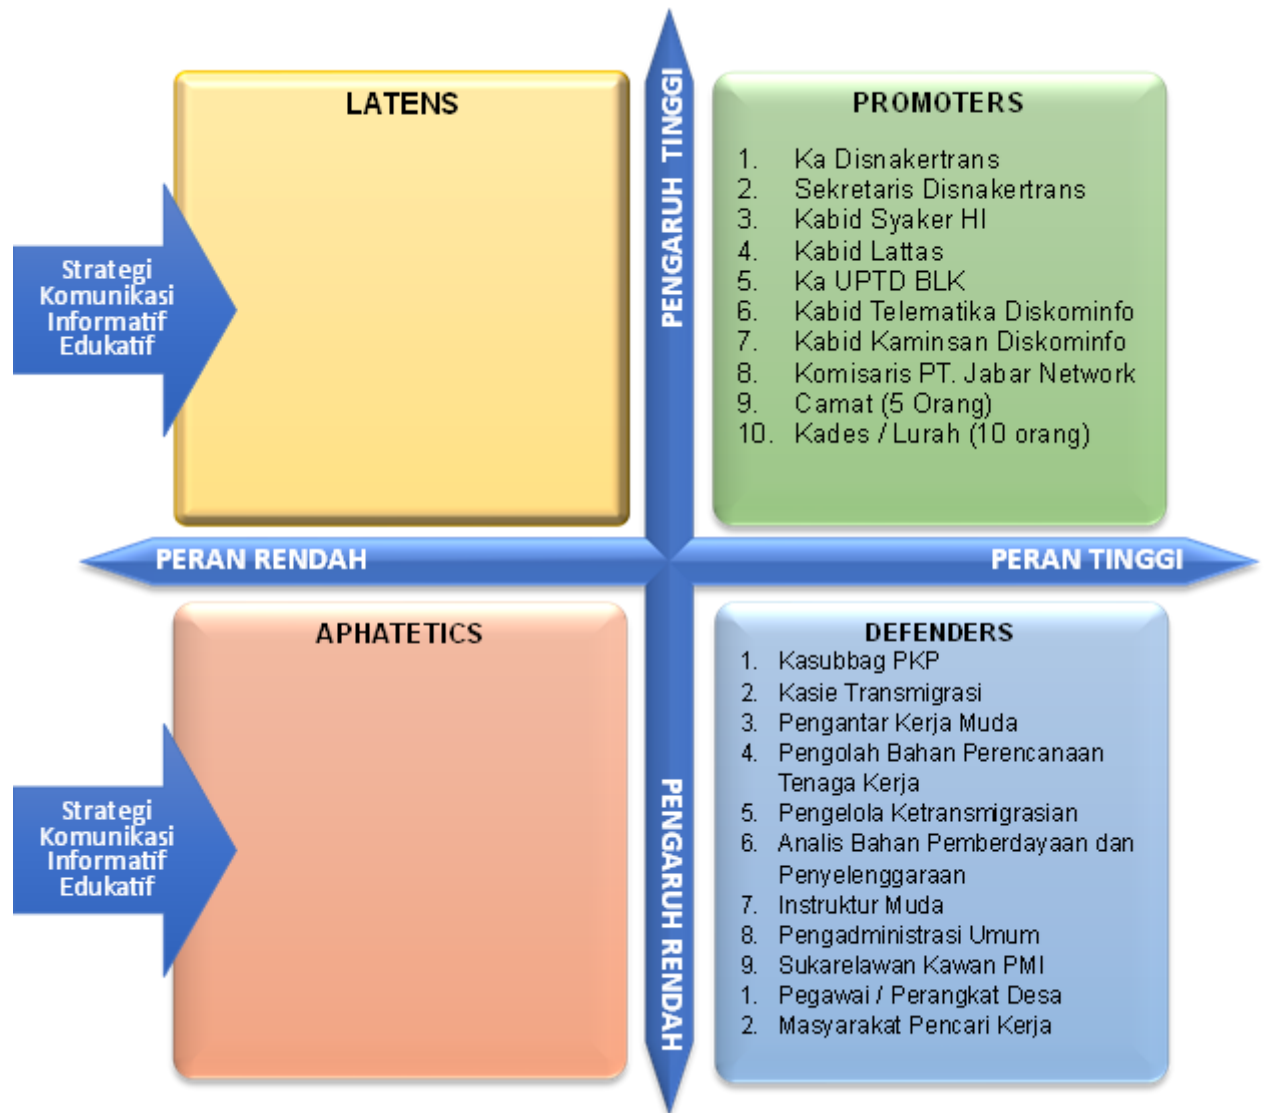 LATENS
PROMOTERS
1. Ka Disnakertrans
2. Sekretaris Disnakertrans
3. Kabid Syaker HI
4. Kabid Lattas
5. Ka UPTD BLK
6. Kabid Telematika Diskominfo
7. Kabid Kaminsan Diskominfo
8. Komisaris PT. Jabar Network
9. Camat (5 Orang)
10. Kades / Lurah (10 orang)
PENGARUH TINGGI
Strategi
Komunikasi
Informatif
Edukatif
PERAN RENDAH
PERAN TINGGI
APHATETICS
DEFENDERS
1. Kasubbag PKP
2. Kasie Transmigrasi
3. Pengantar Kerja Muda
4. Pengolah Bahan Perencanaan
Tenaga Kerja
5. Pengelola Ketransmigrasian
6. Analis Bahan Pemberdayaan dan
Penyelenggaraan
7. Instruktur Muda
8. Pengadministrasi Umum
9. Sukarelawan Kawan PMI
1. Pegawai / Perangkat Desa
2. Masyarakat Pencari Kerja
PENGARUH RENDAH
Strategi
Komunikasi
Informatif
Edukatif